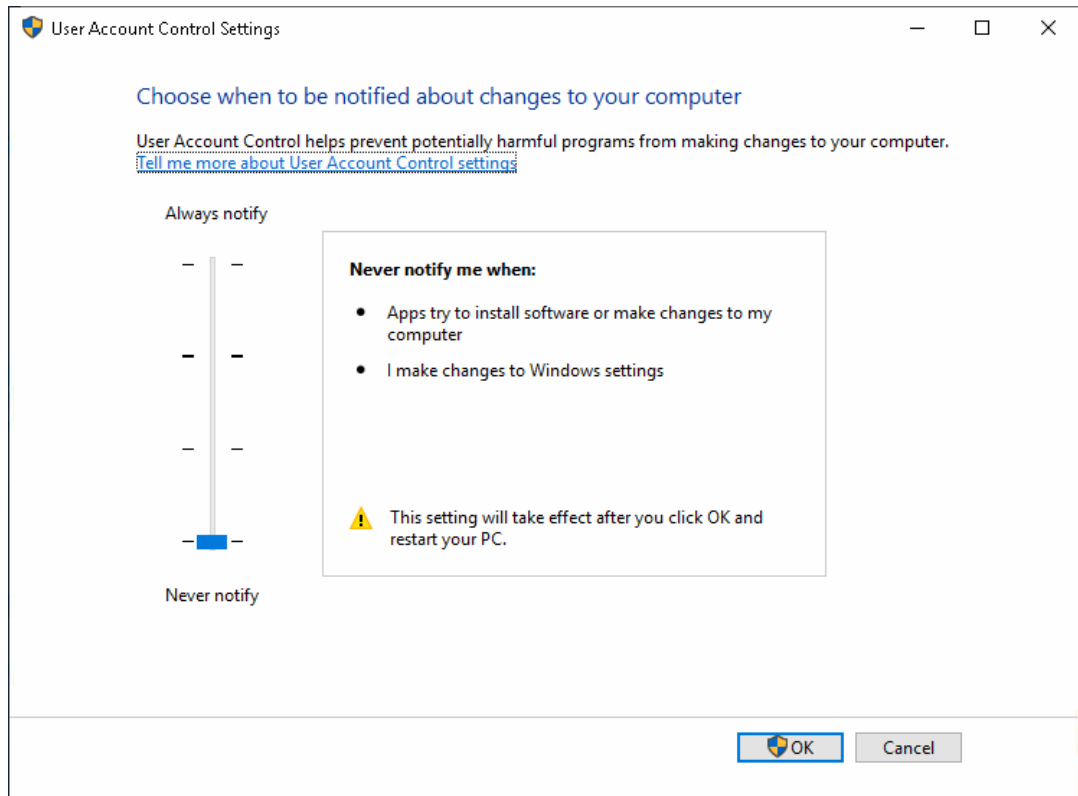 User Account Control Settings
Choose when to be notified about changes to your computer
User Account Control helps prevent potentially harmful programs from making changes to your computer.
Tell me more about User Account Control settings
Always notify
Never notify me when:
Apps try to install software or make changes to my
computer
I make changes to Windows settings
This setting will take effect after you click OK and
restart your PC.
Never notify
OK
Cancel